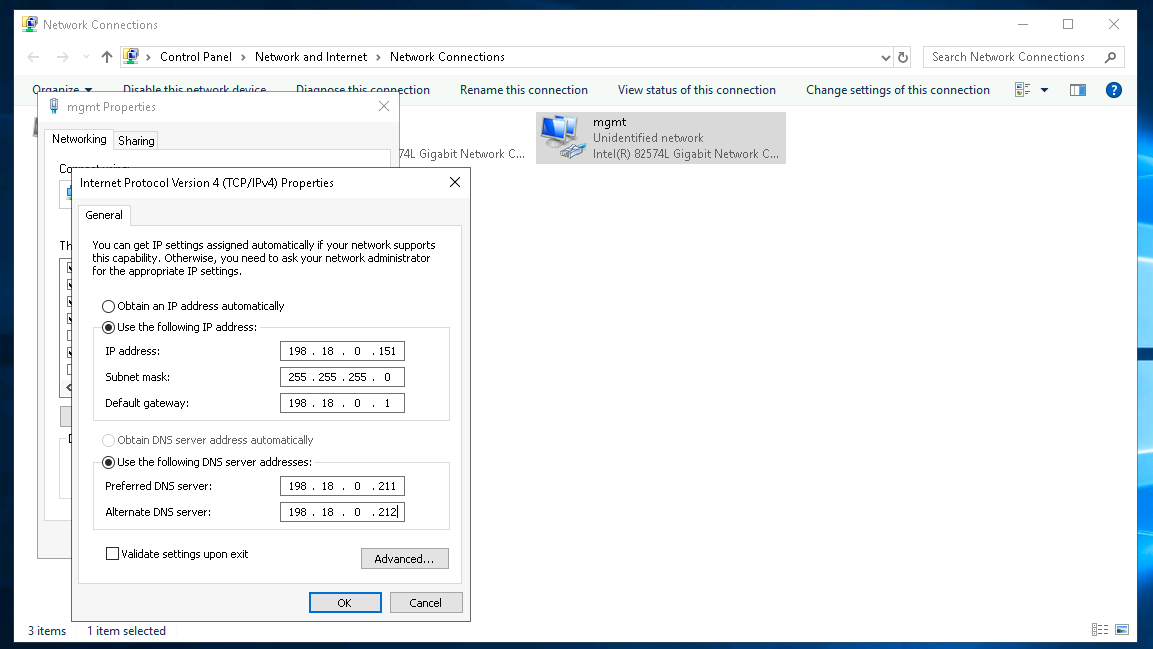 Network Connections
Control Panel > Network and Internet > Network Connections
Search Network Connections
Organize Disable this network device Diagnose this connection Rename this connection View status of this connection Change settings of this connection
mgmt Properties
Networking
Sharing
74L Gigabit Network C...
mgmt
Unidentified network
Intel(R) 82574L Gigabit Network C...
Internet Protocol Version 4 (TCP/IPv4) Properties
General
You can get IP settings assigned automatically if your network supports
this capability. Otherwise, you need to ask your network administrator
for the appropriate IP settings.
Obtain an IP address automatically
Use the following IP address:
IP address: 198 . 18 . 0 . 151
Subnet mask: 255 . 255 . 255 . 0
Default gateway: 198 . 18 . 0 . 1
Obtain DNS server address automatically
Use the following DNS server addresses:
Preferred DNS server: 198 . 18 . 0 . 211
Alternate DNS server: 198 . 18 . 0 . 212
Validate settings upon exit
Advanced...
OK Cancel
3 items 1 item selected